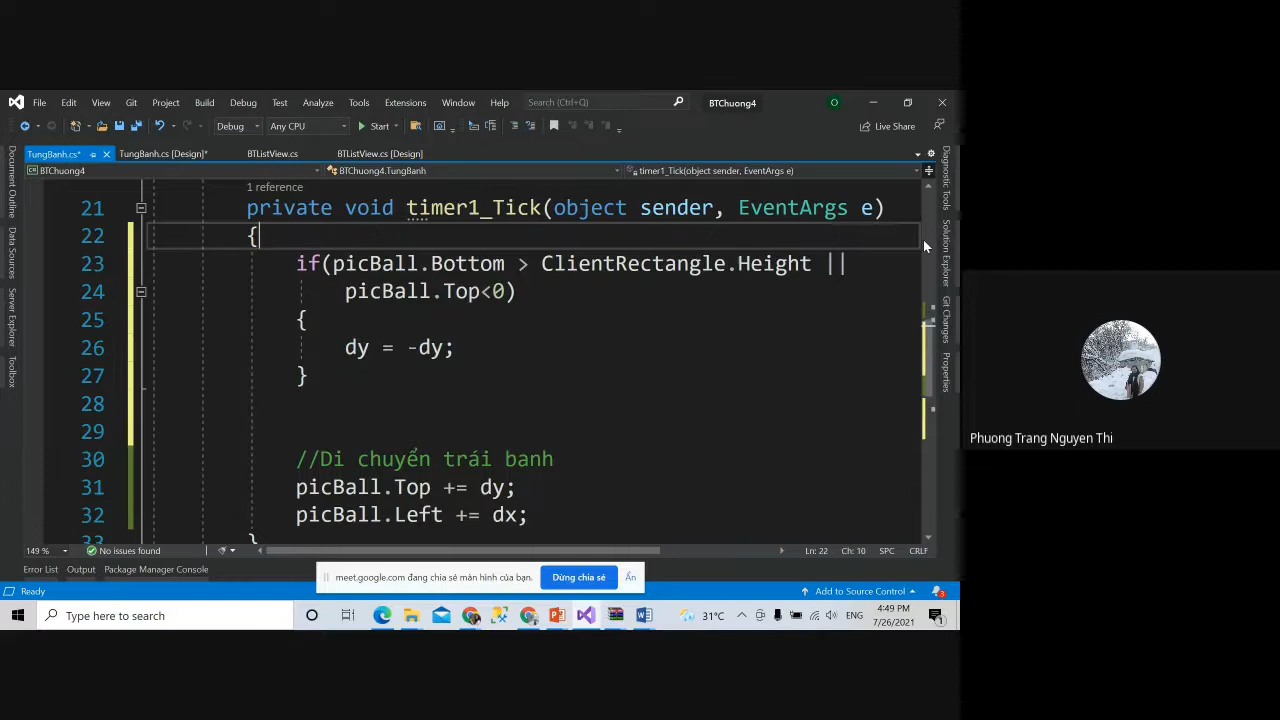 File Edit View Git Project Build Debug Test Analyze Tools Extensions Window Help Search (Ctrl+Q) BTChuong4 O
Debug Any CPU Start Live Share
TungBanh.cs* TungBanh.cs [Design]* BTListView.cs BTListView.cs [Design]
BTChuong4 BTChuong4.TungBanh timer1_Tick(object sender, EventArgs e)
Document Outline
Data Sources
Server Explorer
Toolbox
1 reference
21 private void timer1_Tick(object sender, EventArgs e)
22 {
23 if(picBall.Bottom > ClientRectangle.Height ||
24 picBall.Top<0)
25 {
26 dy = -dy;
27 }
28
29
30 //Di chuyển trái banh
31 picBall.Top += dy;
32 picBall.Left += dx;
33 }
Diagnostic Tools
Solution Explorer
Git Changes
Properties
149 % No issues found Ln: 22 Ch: 10 SPC CRLF
Error List Output Package Manager Console
meet.google.com đang chia sẻ màn hình của bạn. Dừng chia sẻ Ẩn
Ready Add to Source Control 3
Type here to search 31°C ENG 4:49 PM
7/26/2021 1
Phuong Trang Nguyen Thi